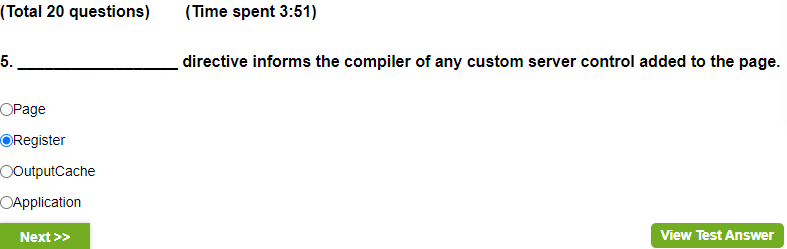 (Total 20 questions) (Time spent 3:51)
5. __________________ directive informs the compiler of any custom server control added to the page.
Page
Register
OutputCache
Application
Next >> View Test Answer